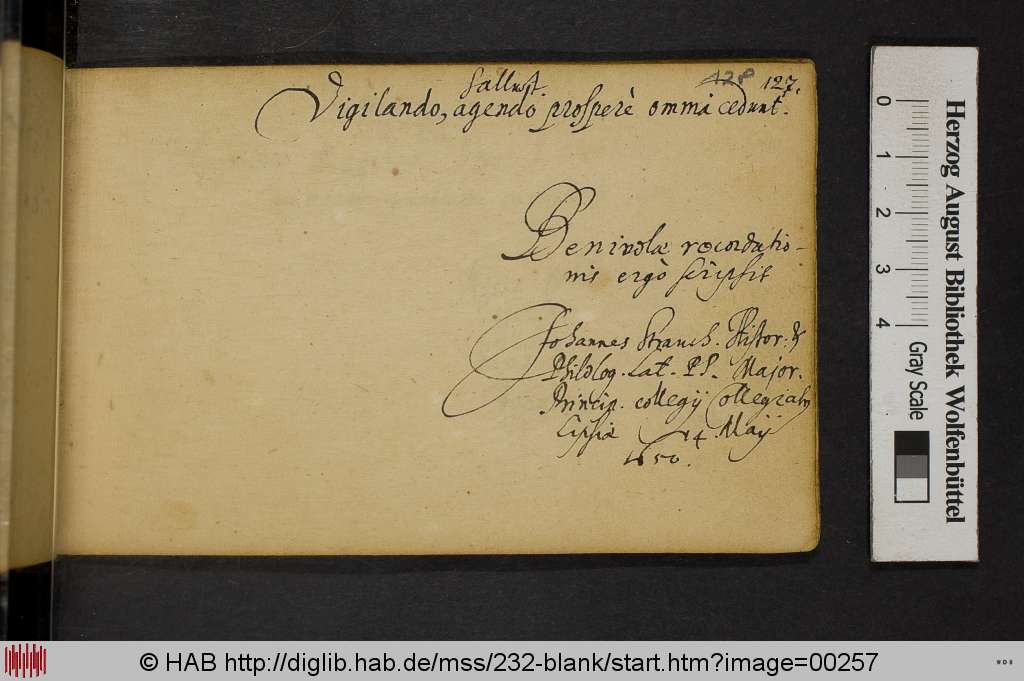 428 127.
Sallust.
Vigilando, agendo prosperè omnia cedunt.
Benivolæ recordatio-
nis ergò scripsit
Johannes Strauch. Histor. &
Philolog. Lat. P.P. Major.
Princip. collegij Collegiatus
Lipsiæ 14 Maij
1650.
0
1
2
3
4
Gray Scale
Herzog August Bibliothek Wolfenbüttel
© HAB http://diglib.hab.de/mss/232-blank/start.htm?image=00257